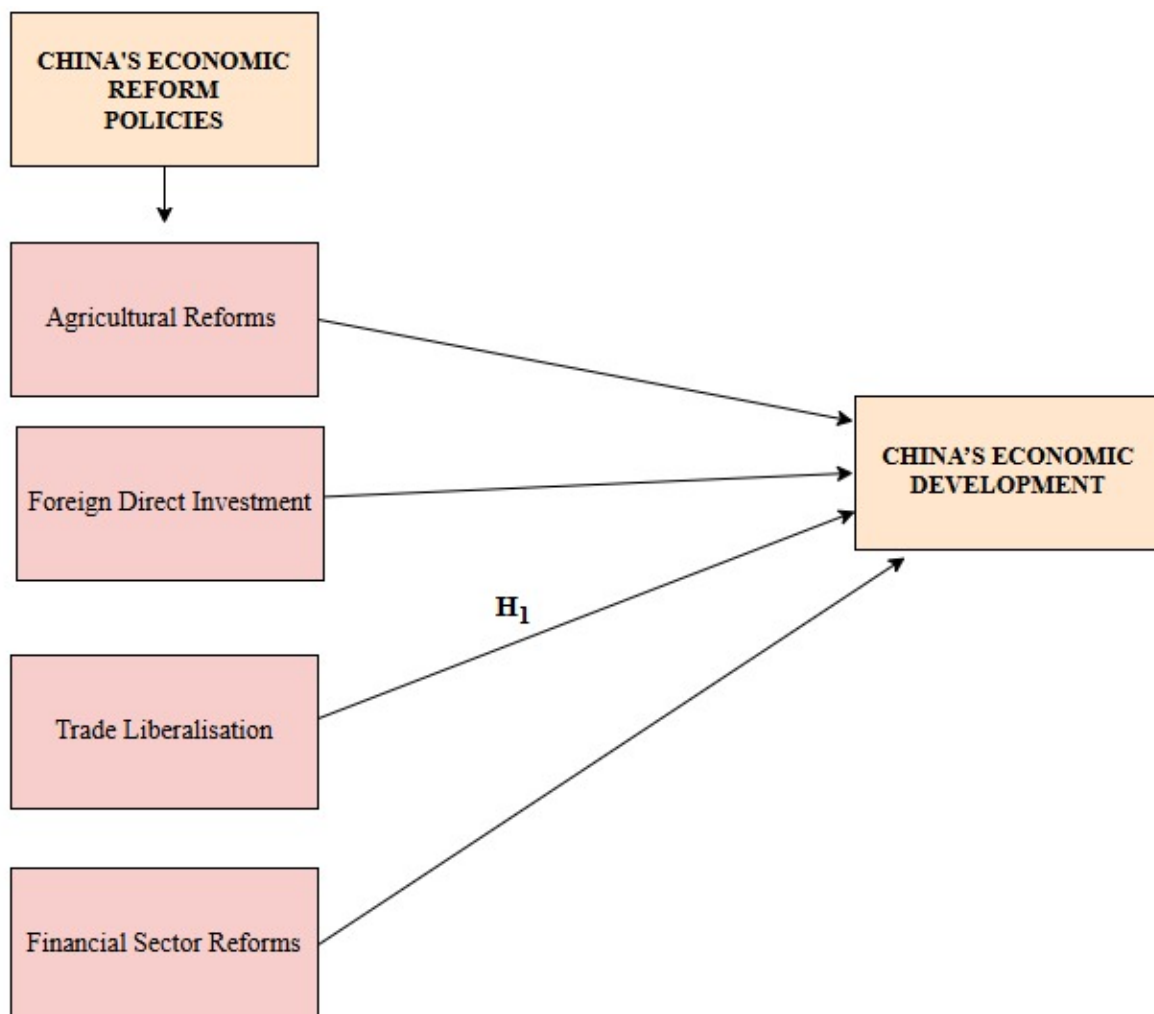 CHINA'S ECONOMIC
REFORM
POLICIES
Agricultural Reforms
Foreign Direct Investment
CHINA’S ECONOMIC
DEVELOPMENT
H₁
Trade Liberalisation
Financial Sector Reforms